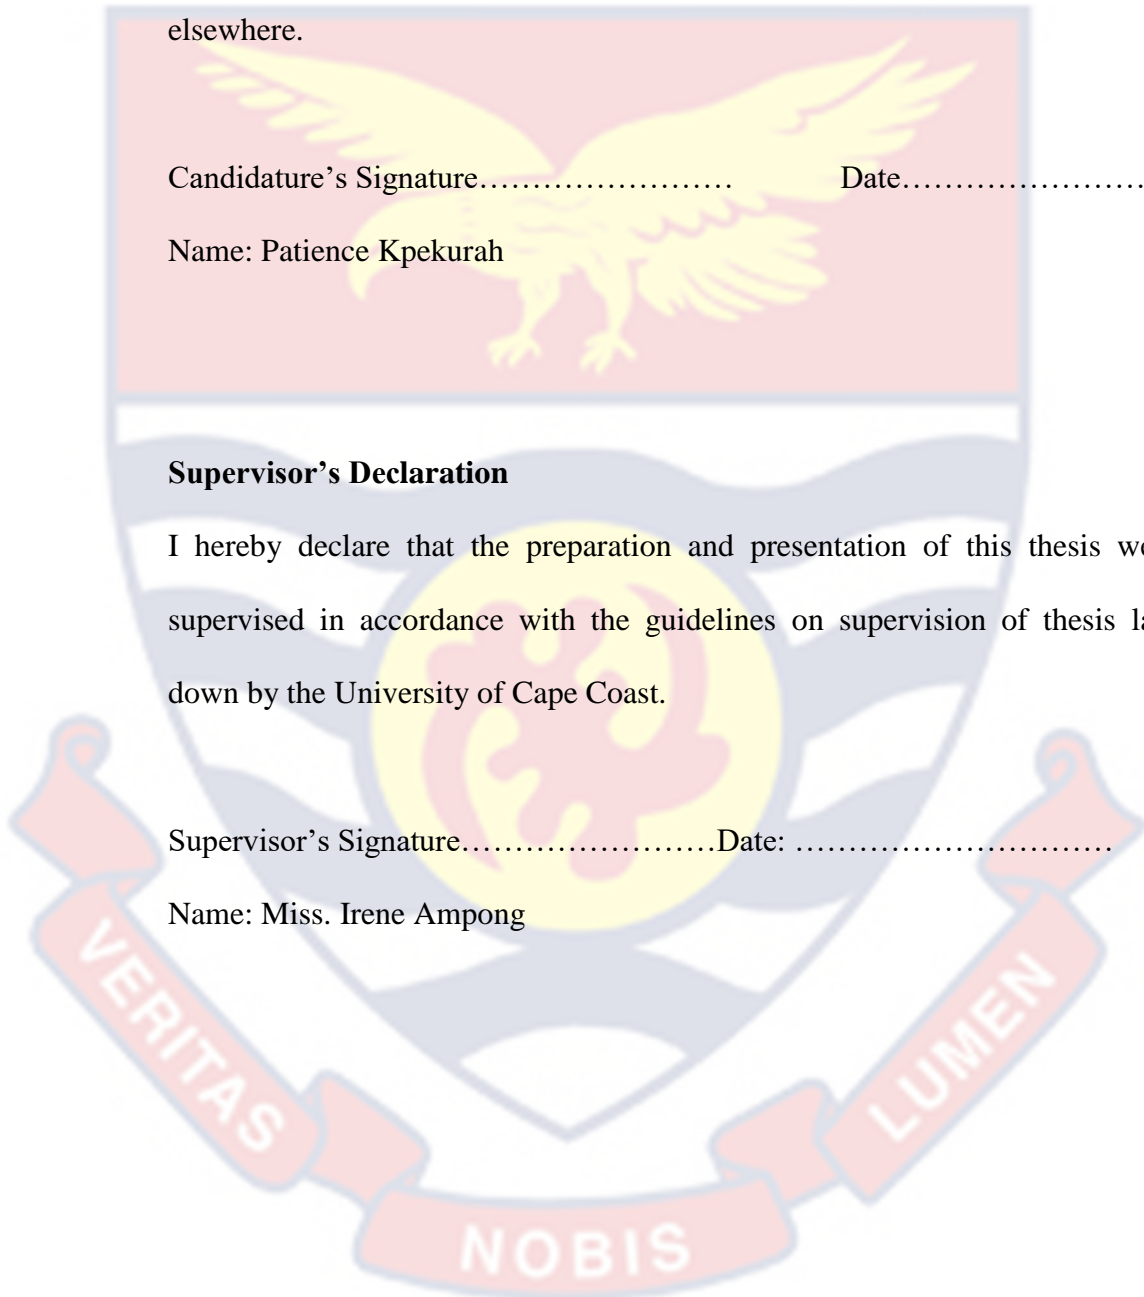 elsewhere.
Candidature’s Signature…………………… Date……………………
Name: Patience Kpekurah
Supervisor’s Declaration
I hereby declare that the preparation and presentation of this thesis we
supervised in accordance with the guidelines on supervision of thesis la
down by the University of Cape Coast.
Supervisor’s Signature……………………Date: …………………………
Name: Miss. Irene Ampong
VERITAS
NOBIS
LUMEN